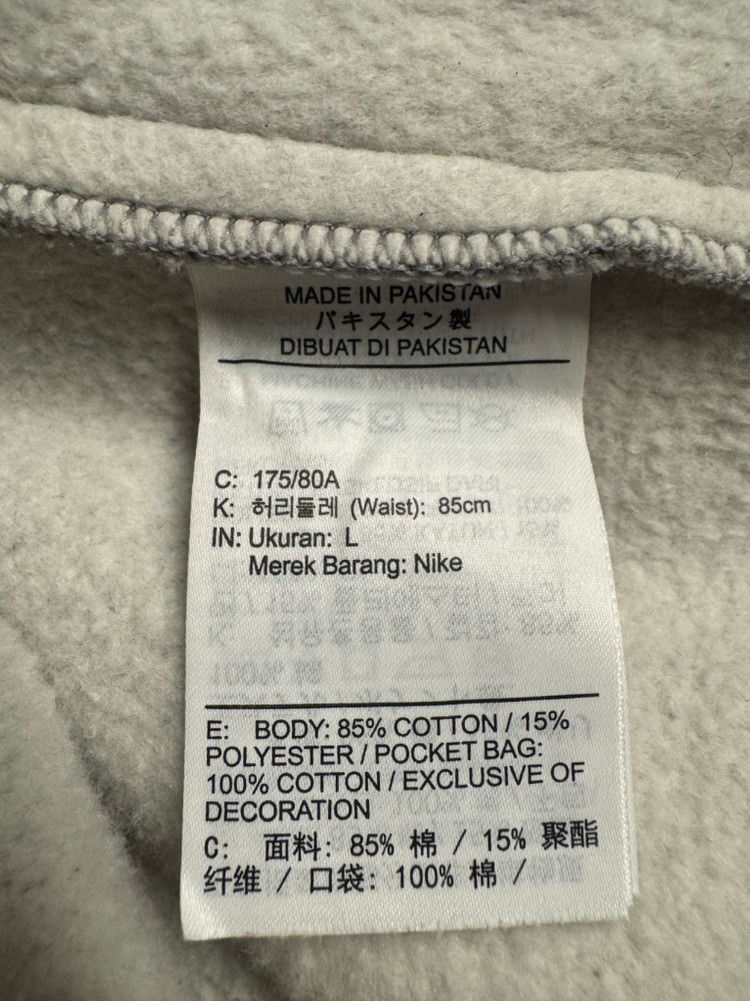 MADE IN PAKISTAN
パキスタン製
DIBUAT DI PAKISTAN
C: 175/80A
K: 허리둘레 (Waist): 85cm
IN: Ukuran: L
Merek Barang: Nike
E: BODY: 85% COTTON / 15%
POLYESTER / POCKET BAG:
100% COTTON / EXCLUSIVE OF
DECORATION
C: 面料: 85% 棉 / 15% 聚酯
纤维 / 口袋: 100% 棉 /